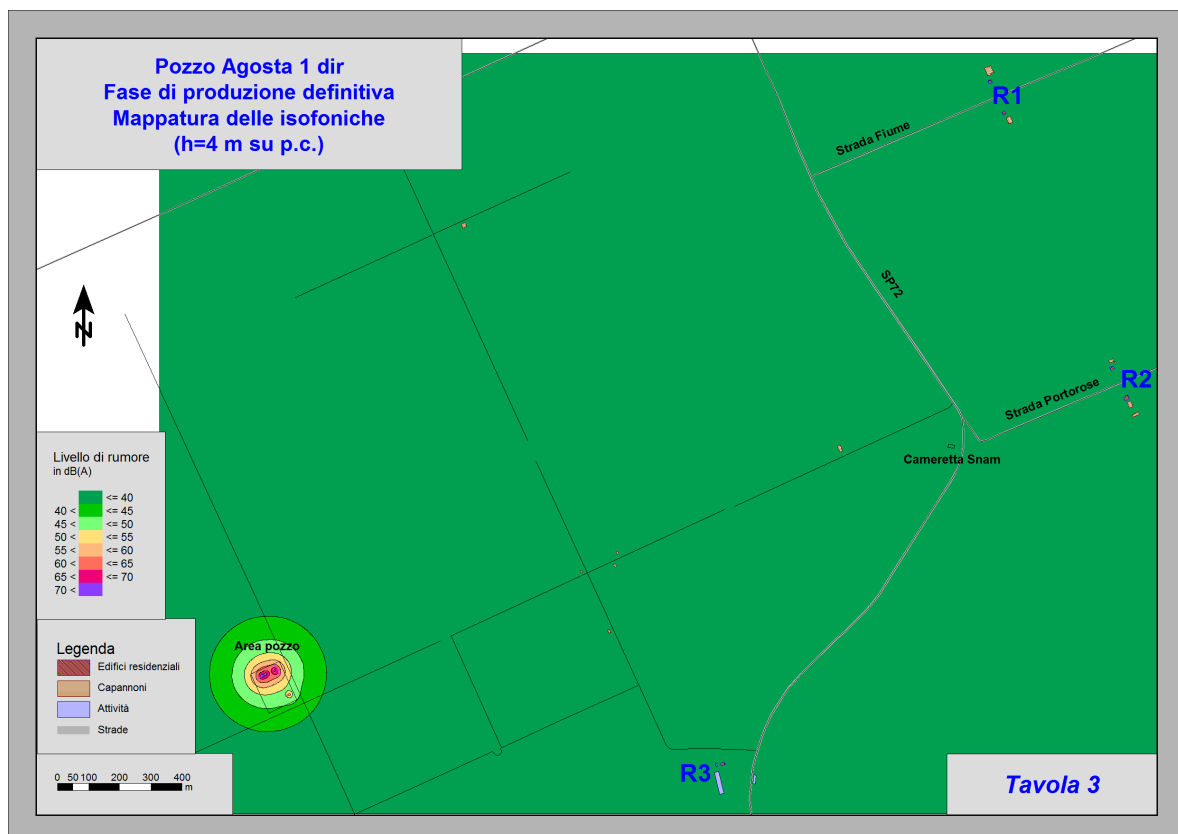 Pozzo Agosta 1 dir
Fase di produzione definitiva
Mappatura delle isofoniche
(h=4 m su p.c.)
R1
Strada Fiume
SP72
N
R2
Strada Portorose
Cameretta Snam
Livello di rumore
in dB(A)
<= 40
40 < <= 45
45 < <= 50
50 < <= 55
55 < <= 60
60 < <= 65
65 < <= 70
70 <
Area pozzo
Legenda
Edifici residenziali
Capannoni
Attività
Strade
0 50 100 200 300 400
m
R3
Tavola 3